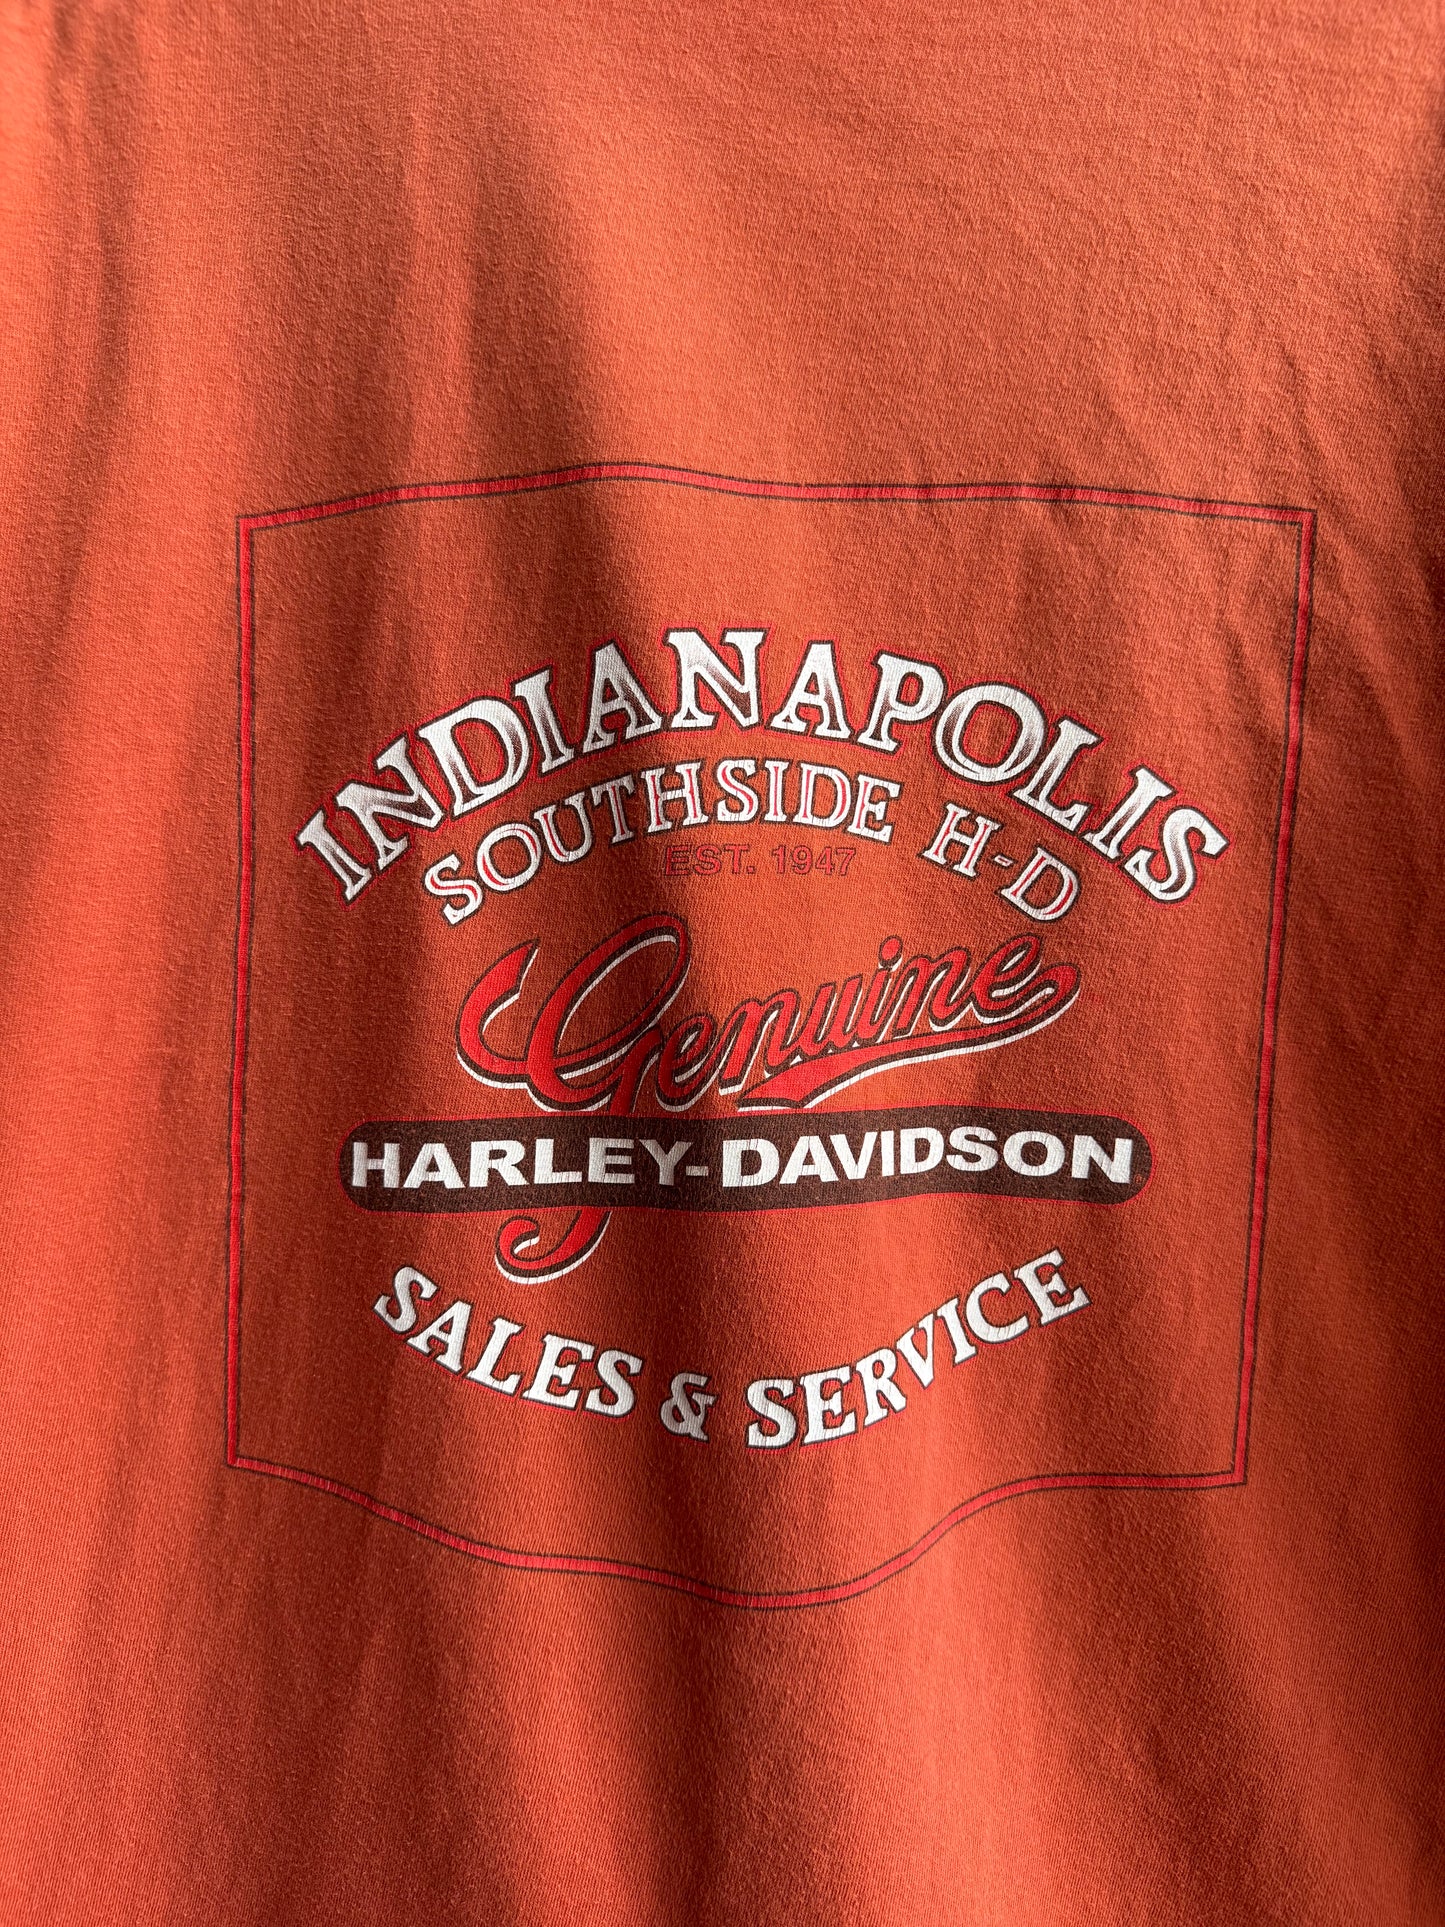 INDIANAPOLIS
SOUTHSIDE H-D
EST. 1947
Genuine
HARLEY-DAVIDSON
SALES & SERVICE